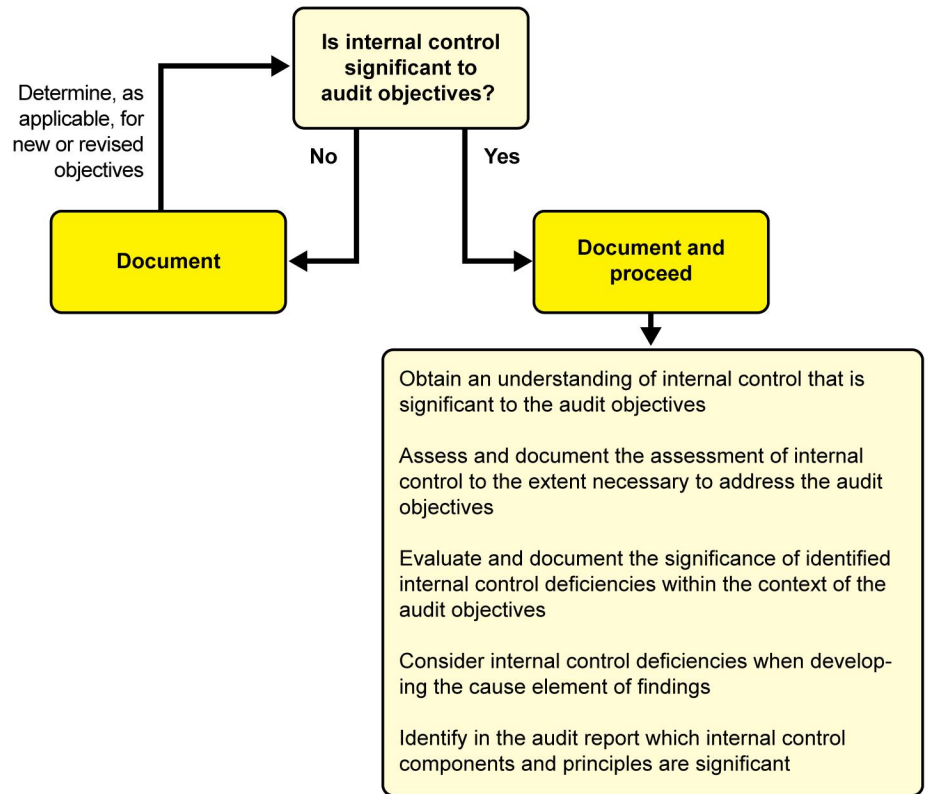 Is internal control
significant to
audit objectives?
Determine, as
applicable, for
new or revised
objectives
No
Yes
Document
Document and
proceed
Obtain an understanding of internal control that is
significant to the audit objectives
Assess and document the assessment of internal
control to the extent necessary to address the audit
objectives
Evaluate and document the significance of identified
internal control deficiencies within the context of the
audit objectives
Consider internal control deficiencies when develop-
ing the cause element of findings
Identify in the audit report which internal control
components and principles are significant